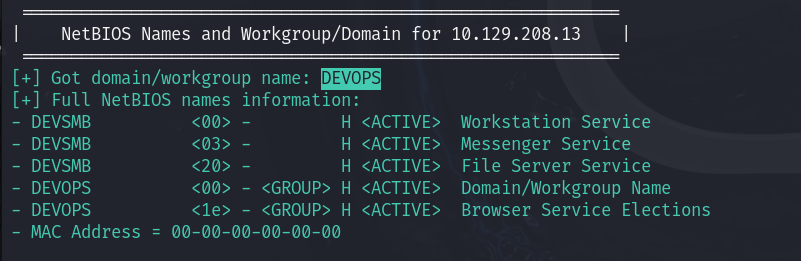 ==============================================================
|    NetBIOS Names and Workgroup/Domain for 10.129.208.13    |
==============================================================
[+] Got domain/workgroup name: DEVOPS
[+] Full NetBIOS names information:
- DEVSMB          <00> -         H <ACTIVE>  Workstation Service
- DEVSMB          <03> -         H <ACTIVE>  Messenger Service
- DEVSMB          <20> -         H <ACTIVE>  File Server Service
- DEVOPS          <00> - <GROUP> H <ACTIVE>  Domain/Workgroup Name
- DEVOPS          <1e> - <GROUP> H <ACTIVE>  Browser Service Elections
- MAC Address = 00-00-00-00-00-00